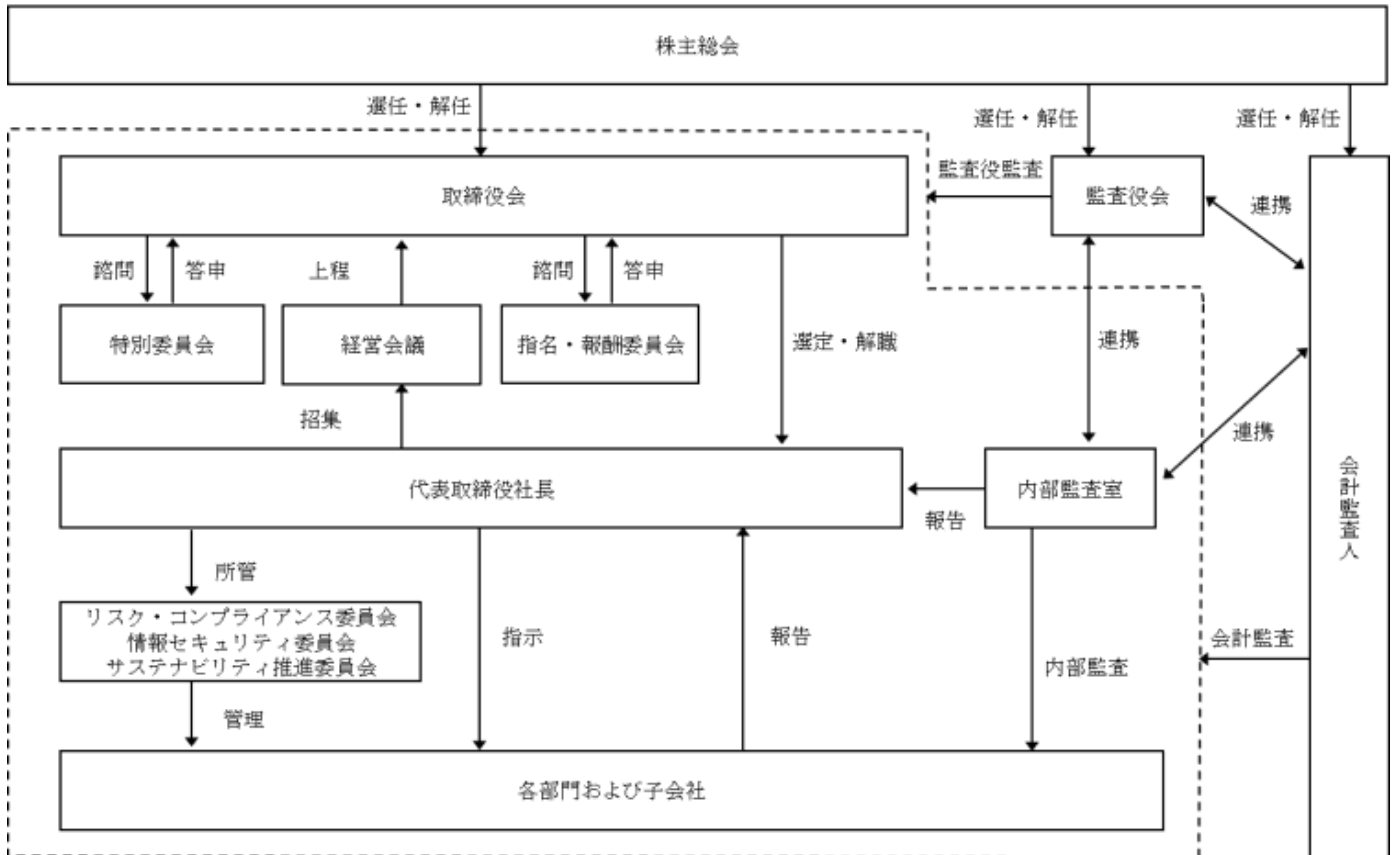 株主総会
選任・解任
選任・解任
選任・解任
取締役会
監査役監査
監査役会
連携
諮問
答申
上程
諮問
答申
特別委員会
経営会議
指名・報酬委員会
選定・解職
連携
招集
連携
代表取締役社長
報告
内部監査室
会計監査人
所管
リスク・コンプライアンス委員会
情報セキュリティ委員会
サステナビリティ推進委員会
指示
報告
内部監査
会計監査
管理
各部門および子会社